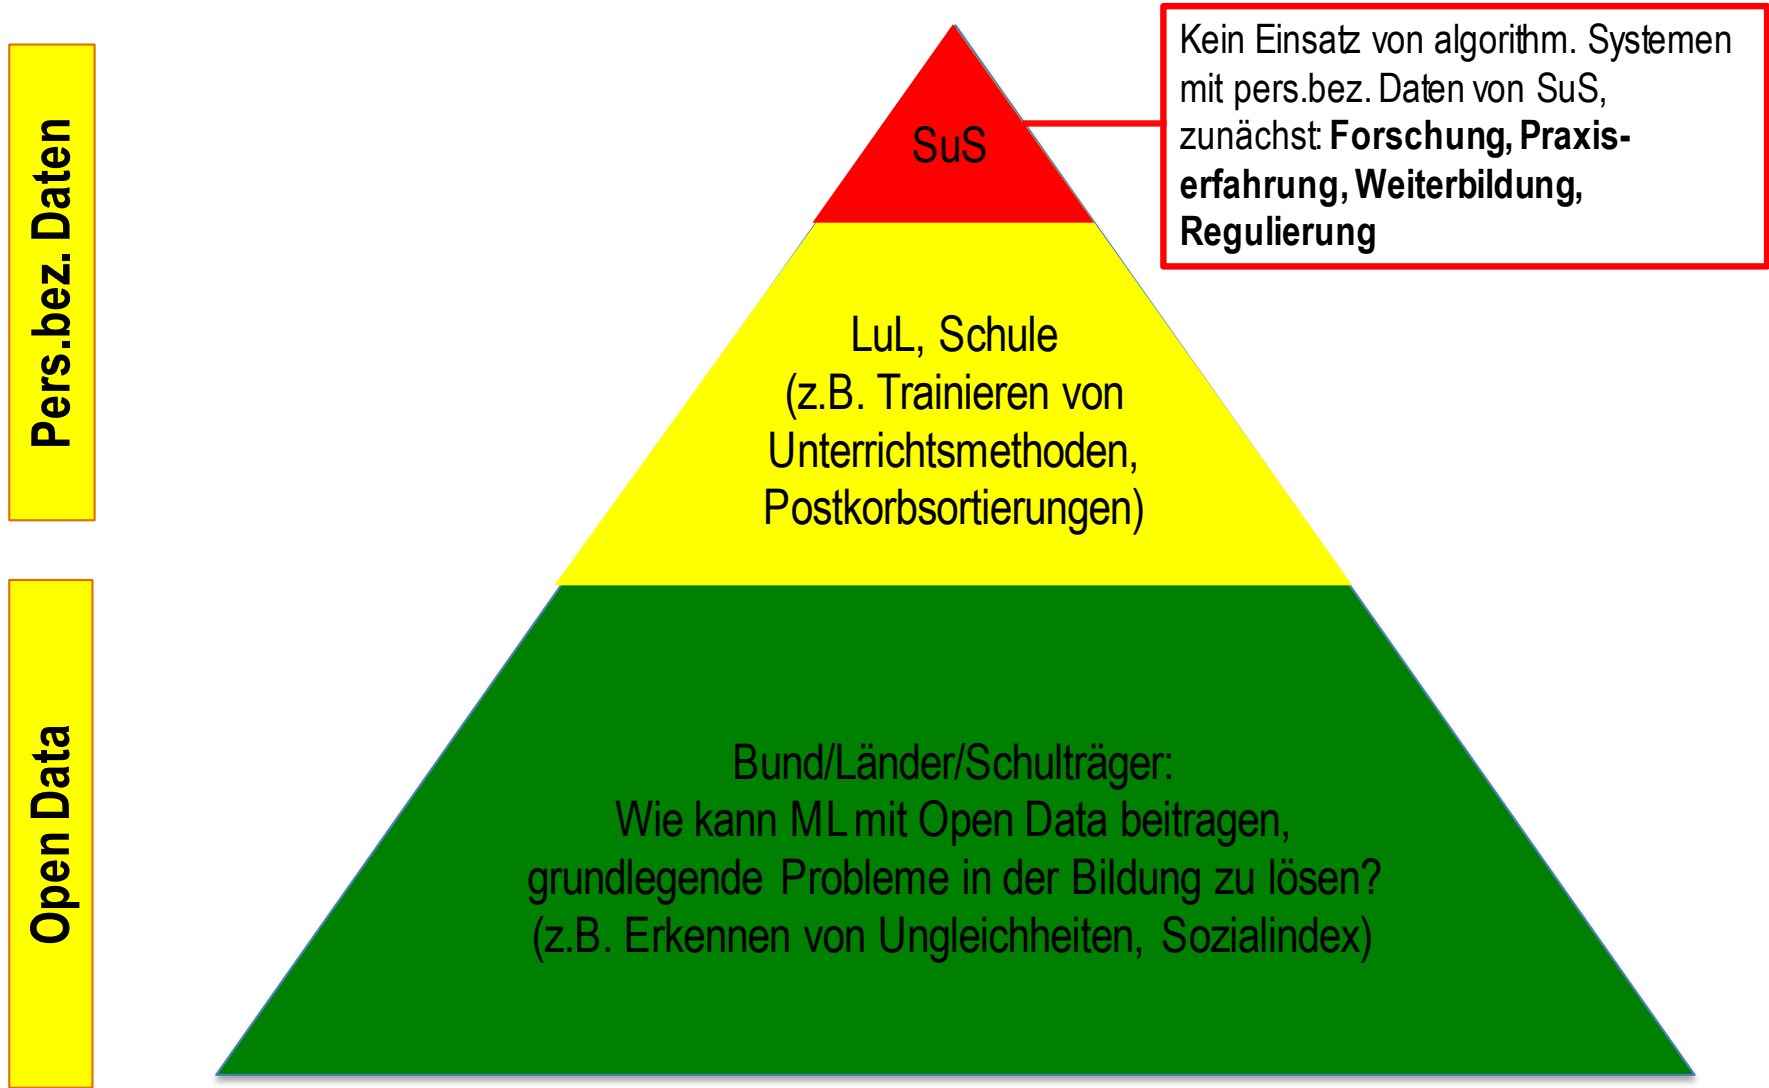 Pers.bez. Daten
Open Data
SuS
Kein Einsatz von algorithm. Systemen
mit pers.bez. Daten von SuS,
zunächst: Forschung, Praxis-
erfahrung, Weiterbildung,
Regulierung
LuL, Schule
(z.B. Trainieren von
Unterrichtsmethoden,
Postkorbsortierungen)
Bund/Länder/Schulträger:
Wie kann ML mit Open Data beitragen,
grundlegende Probleme in der Bildung zu lösen?
(z.B. Erkennen von Ungleichheiten, Sozialindex)